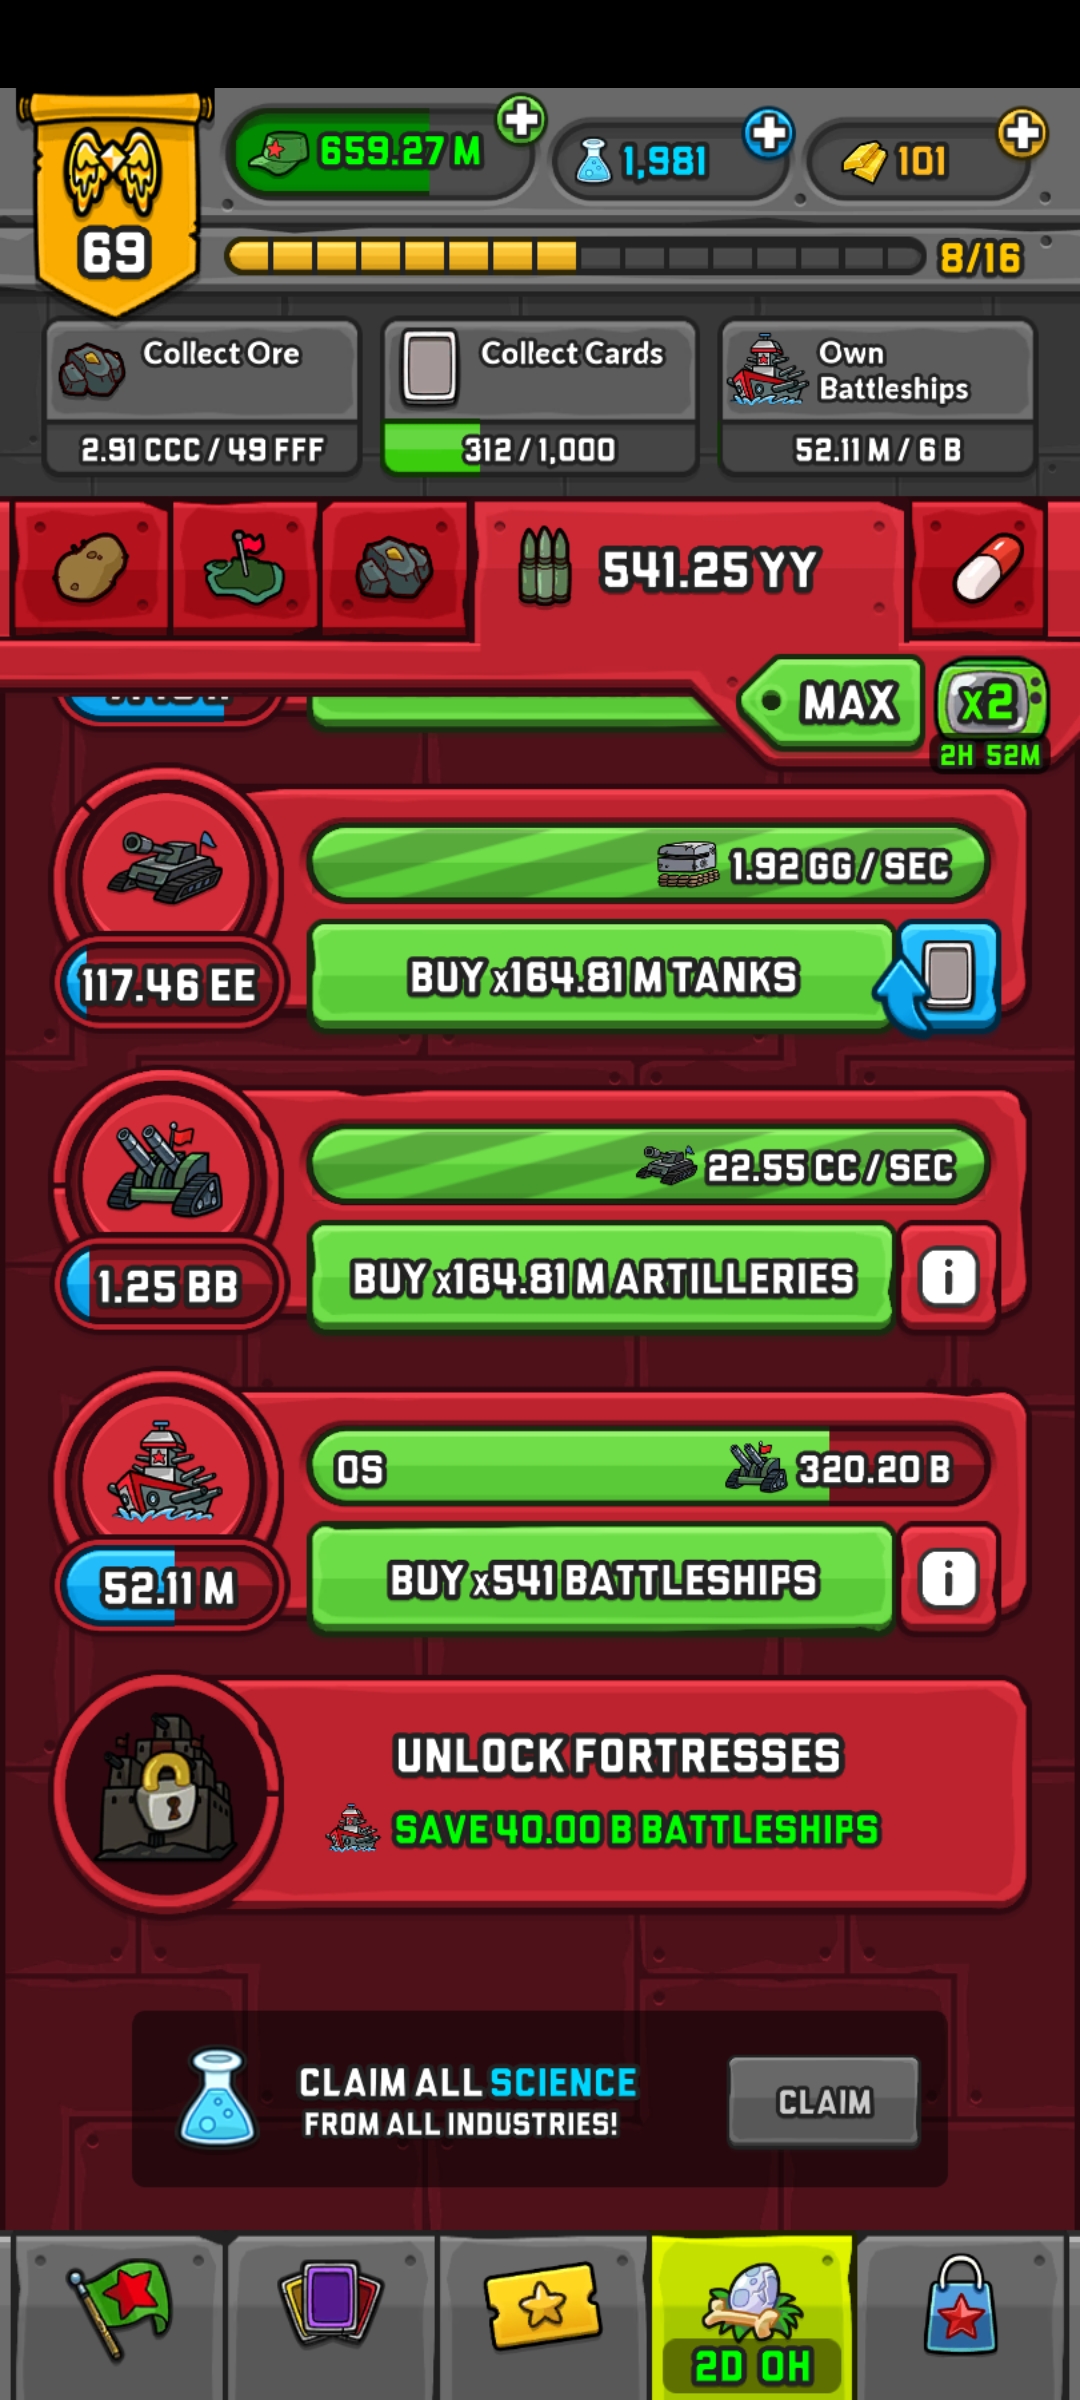 659.27 M
1,981
101
69
8/16
Collect Ore
2.91 CCC / 49 FFF
Collect Cards
312 / 1,000
Own
Battleships
52.11 M / 6 B
541.25 YY
MAX
x2
2H 52M
1.92 GG / SEC
117.46 EE
BUY x164.81 M TANKS
22.55 CC / SEC
1.25 BB
BUY x164.81 M ARTILLERIES
i
0S
320.20 B
52.11 M
BUY x541 BATTLESHIPS
i
UNLOCK FORTRESSES
SAVE 40.00 B BATTLESHIPS
CLAIM ALL SCIENCE
FROM ALL INDUSTRIES!
CLAIM
2D 0H